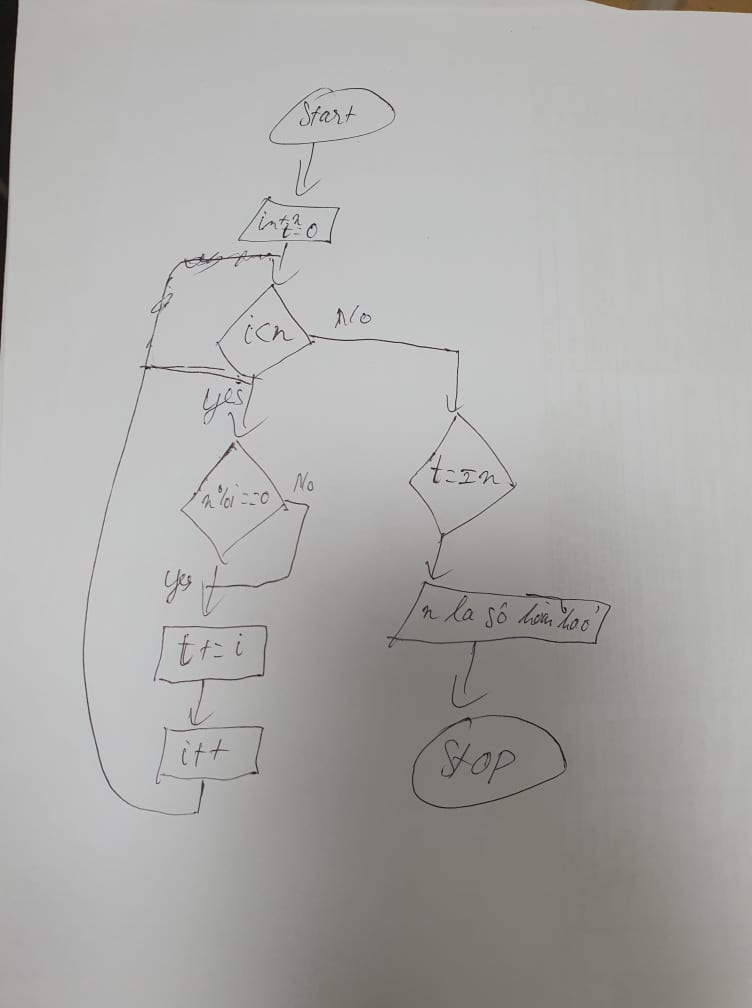 Start
int n
t=0
i<n
No
yes
n%i==0
No
yes
t+=i
i++
t==n
n la số hoàn hảo
Stop